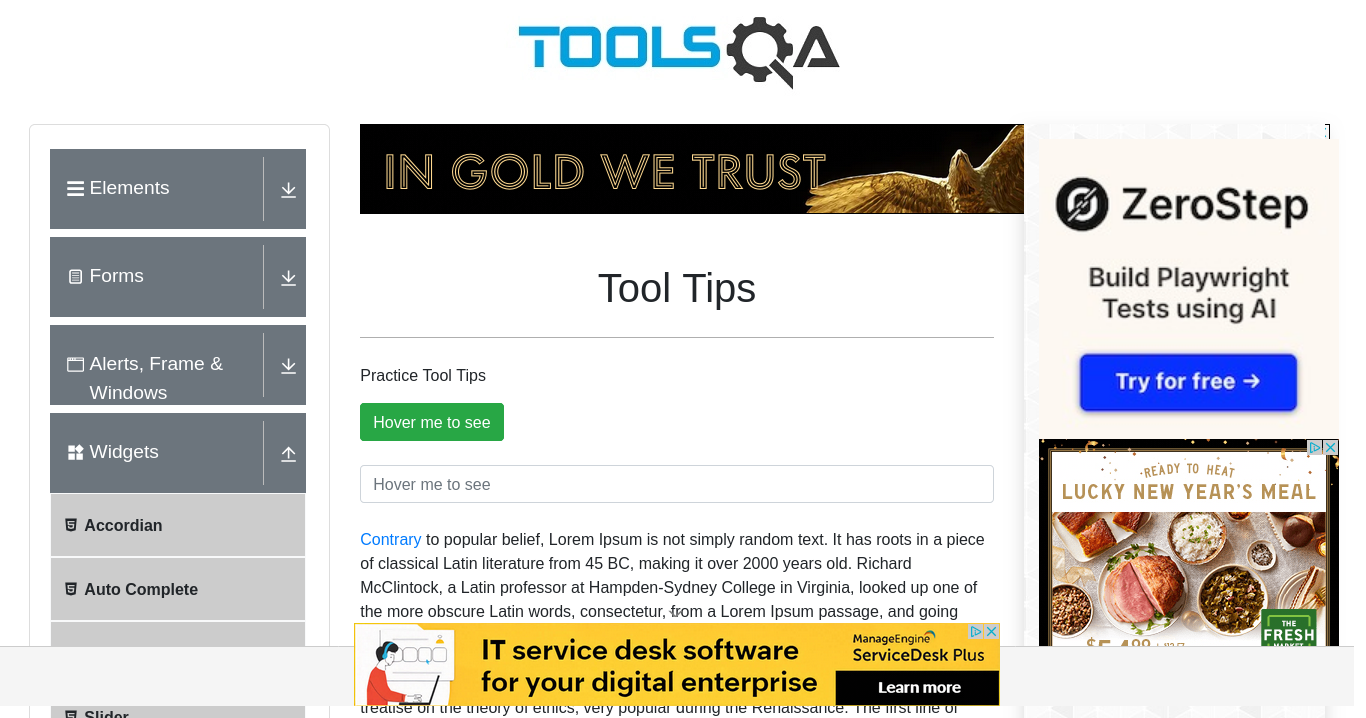 TOOLSQA
Elements
Forms
Alerts, Frame &
Windows
Widgets
Accordian
Auto Complete
Slider
IN GOLD WE TRUST
Tool Tips
Practice Tool Tips
Hover me to see
Hover me to see
Contrary to popular belief, Lorem Ipsum is not simply random text. It has roots in a piece
of classical Latin literature from 45 BC, making it over 2000 years old. Richard
McClintock, a Latin professor at Hampden-Sydney College in Virginia, looked up one of
the more obscure Latin words, consectetur, from a Lorem Ipsum passage, and going
IT service desk software
for your digital enterprise
ManageEngine
ServiceDesk Plus
Learn more
treatise on the theory of ethics, very popular during the Renaissance. The first line of
ZeroStep
Build Playwright
Tests using AI
Try for free →
READY TO HEAT
LUCKY NEW YEAR'S MEAL
THE
FRESH
MARKET